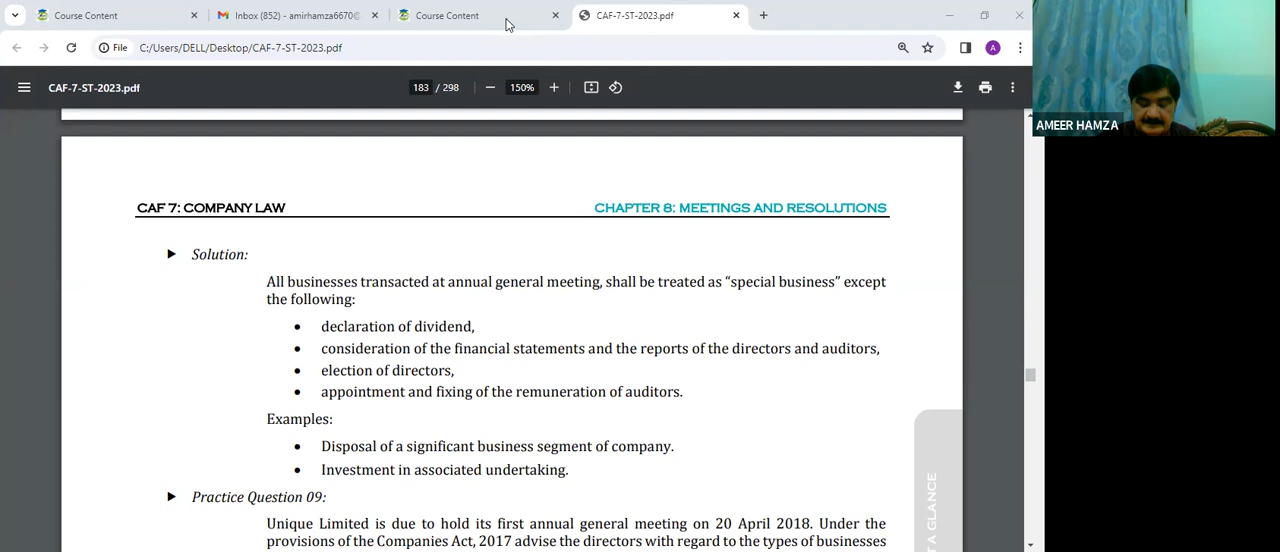 Course Content
Inbox (852) - amirhamza6670@
Course Content
CAF-7-ST-2023.pdf
File C:/Users/DELL/Desktop/CAF-7-ST-2023.pdf
A
CAF-7-ST-2023.pdf
183 / 298
150%
AMEER HAMZA
CAF 7: COMPANY LAW CHAPTER 8: MEETINGS AND RESOLUTIONS
Solution:
All businesses transacted at annual general meeting, shall be treated as “special business” except
the following:
• declaration of dividend,
• consideration of the financial statements and the reports of the directors and auditors,
• election of directors,
• appointment and fixing of the remuneration of auditors.
Examples:
• Disposal of a significant business segment of company.
• Investment in associated undertaking.
Practice Question 09:
Unique Limited is due to hold its first annual general meeting on 20 April 2018. Under the
provisions of the Companies Act, 2017 advise the directors with regard to the types of businesses
T A GLANCE